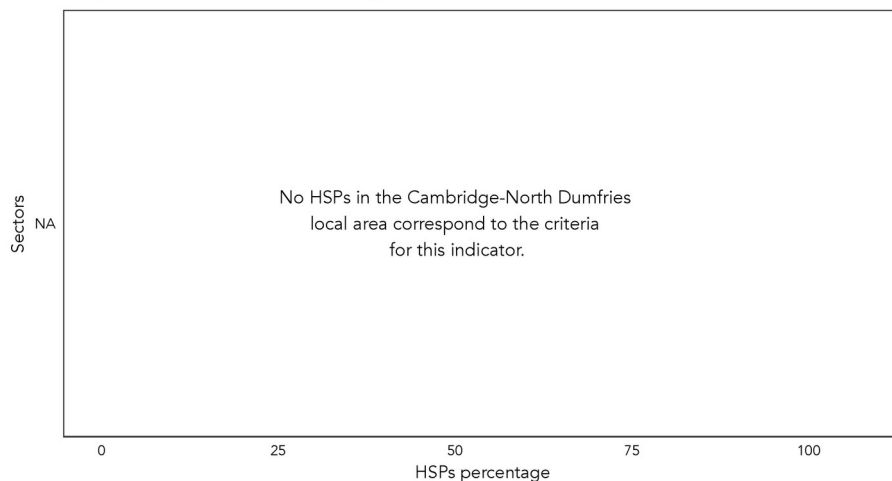 No HSPs in the Cambridge-North Dumfries
local area correspond to the criteria
for this indicator.
Sectors
NA
0 25 50 75 100
HSPs percentage